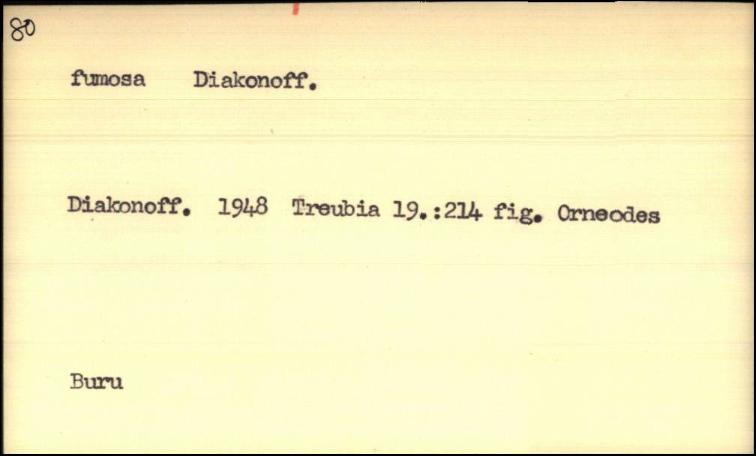 80
fumosa Diakonoff.
Diakonoff. 1948 Treubia 19.:214 fig. Orneodes
Buru